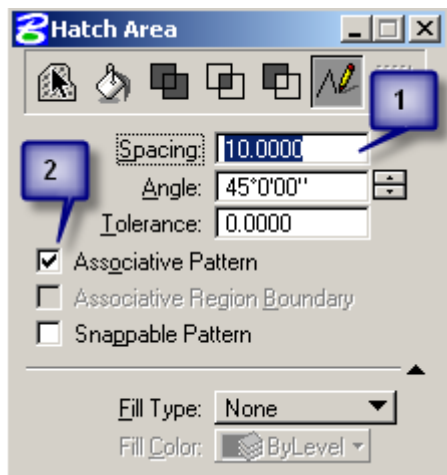 Hatch Area
1
Spacing: 10.0000
2
Angle: 45°0'00"
Tolerance: 0.0000
Associative Pattern
Associative Region Boundary
Snappable Pattern
Fill Type: None
Fill Color: ByLevel